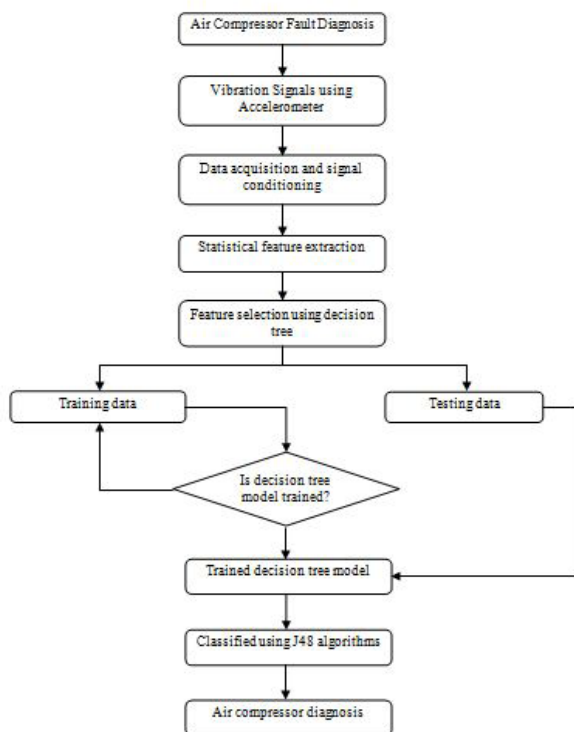 Air Compressor Fault Diagnosis
Vibration Signals using
Accelerometer
Data acquisition and signal
conditioning
Statistical feature extraction
Feature selection using decision
tree
Training data
Testing data
Is decision tree
model trained?
Trained decision tree model
Classified using J48 algorithms
Air compressor diagnosis